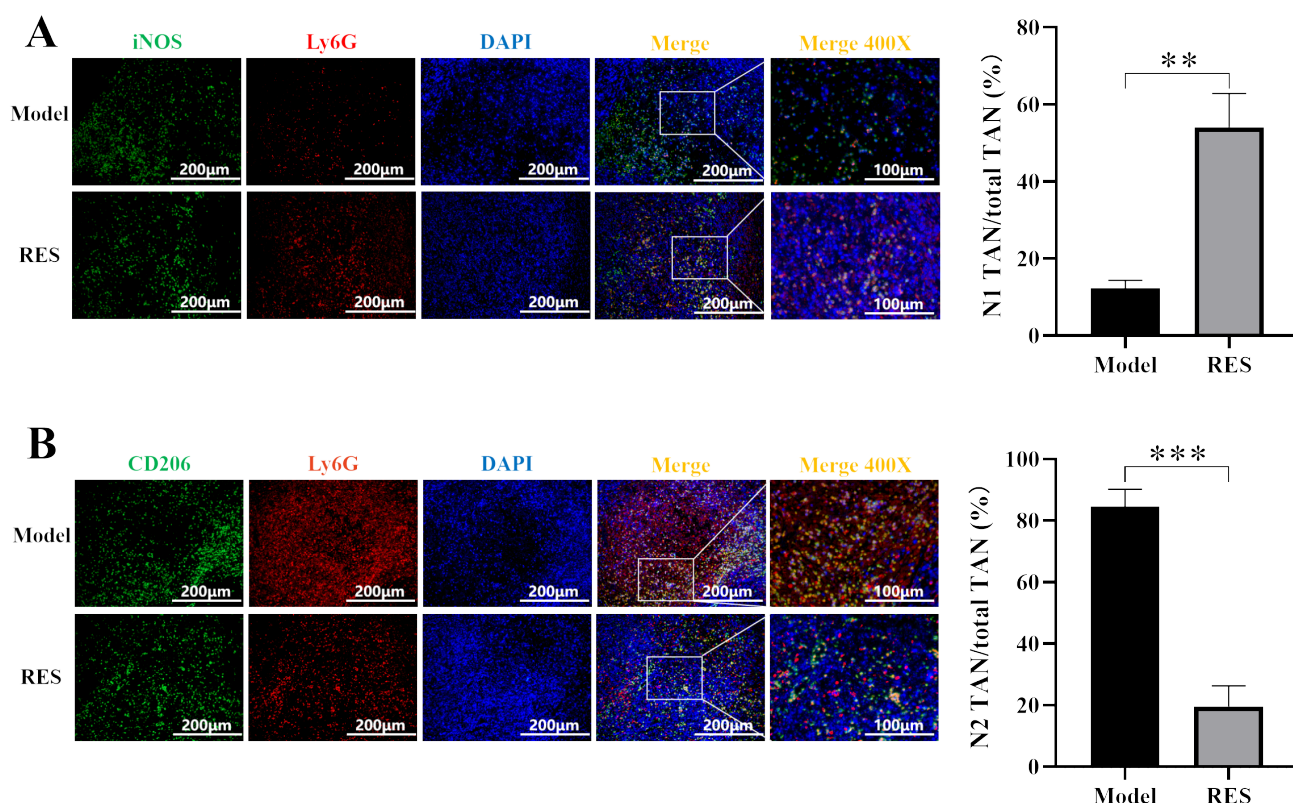 A
iNOS Ly6G DAPI Merge Merge 400X
Model
200μm 200μm 200μm 200μm 100μm
RES
200μm 200μm 200μm 200μm 100μm
N1 TAN/total TAN (%)
80
60
40
20
0
**
Model RES
B
CD206 Ly6G DAPI Merge Merge 400X
Model
200μm 200μm 200μm 200μm 100μm
RES
200μm 200μm 200μm 200μm 100μm
N2 TAN/total TAN (%)
100
80
60
40
20
0
***
Model RES